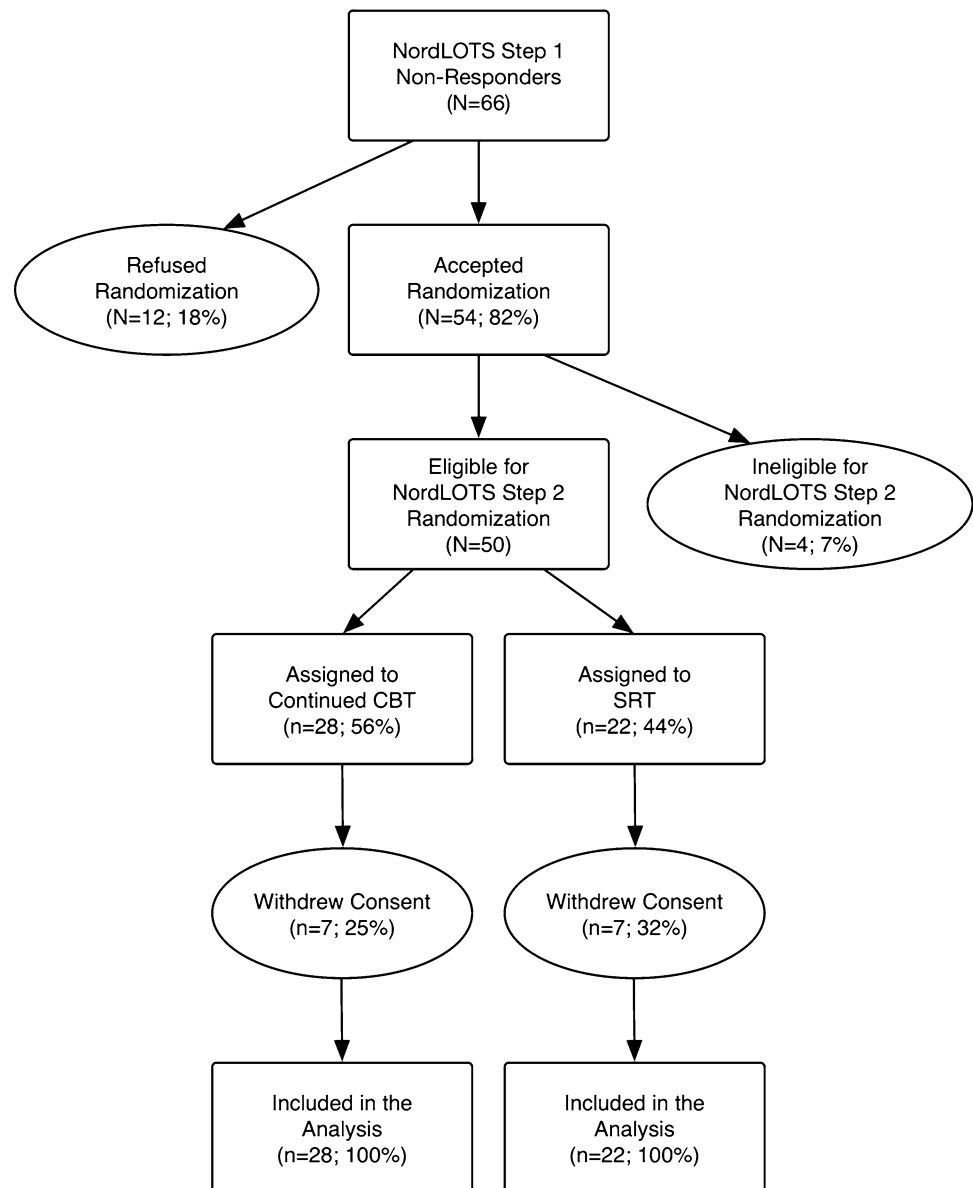 NordLOTS Step 1
Non-Responders
(N=66)
Refused
Randomization
(N=12; 18%)
Accepted
Randomization
(N=54; 82%)
Eligible for
NordLOTS Step 2
Randomization
(N=50)
Ineligible for
NordLOTS Step 2
Randomization
(N=4; 7%)
Assigned to
Continued CBT
(n=28; 56%)
Assigned to
SRT
(n=22; 44%)
Withdrew Consent
(n=7; 25%)
Withdrew Consent
(n=7; 32%)
Included in the
Analysis
(n=28; 100%)
Included in the
Analysis
(n=22; 100%)